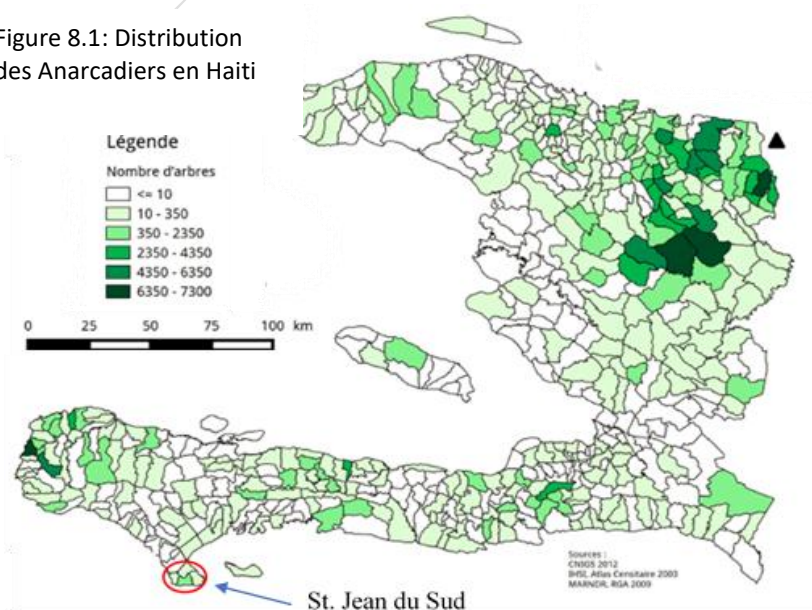 Figure 8.1: Distribution
des Anarcadiers en Haiti
Légende
Nombre d'arbres
<= 10
10 - 350
350 - 2350
2350 - 4350
4350 - 6350
6350 - 7300
0 25 50 75 100 km
Sources :
CNIGS 2012
IHSI, Atlas Censitaire 2003
MARNDR, RGA 2009
St. Jean du Sud